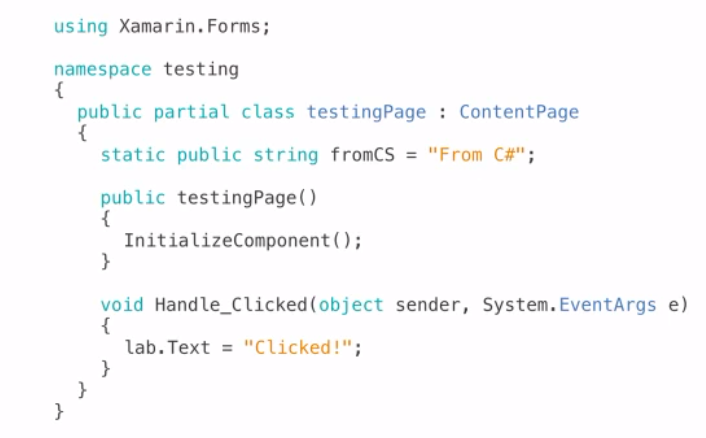 using Xamarin.Forms;
namespace testing
{
public partial class testingPage : ContentPage
{
static public string fromCS = "From C#";
public testingPage()
{
InitializeComponent();
}
void Handle_Clicked(object sender, System.EventArgs e)
{
lab.Text = "Clicked!";
}
}
}